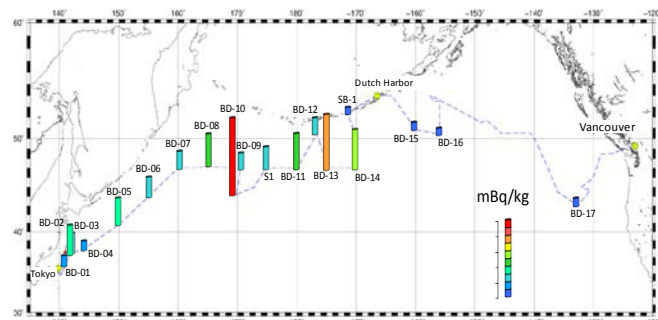 140° 150° 160° 170° 180° −170° −160° −150° −140° −130° −120°
60°
Dutch Harbor
SB-1
BD-10
BD-12
BD-08
BD-07
BD-09
BD-15
BD-16
Vancouver
50°
BD-06
S1
BD-11
BD-13
BD-14
BD-05
mBq/kg
BD-17
BD-02
BD-03
40°
BD-04
Tokyo
BD-01
30°